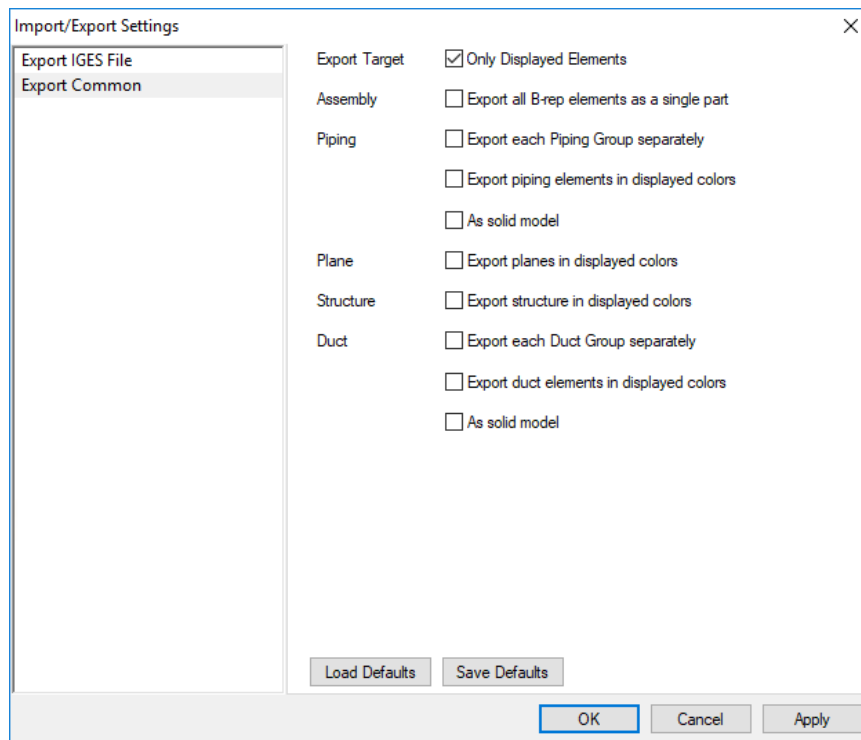 Import/Export Settings
Export IGES File
Export Common
Export Target Only Displayed Elements
Assembly Export all B-rep elements as a single part
Piping Export each Piping Group separately
Export piping elements in displayed colors
As solid model
Plane Export planes in displayed colors
Structure Export structure in displayed colors
Duct Export each Duct Group separately
Export duct elements in displayed colors
As solid model
Load Defaults Save Defaults
OK Cancel Apply